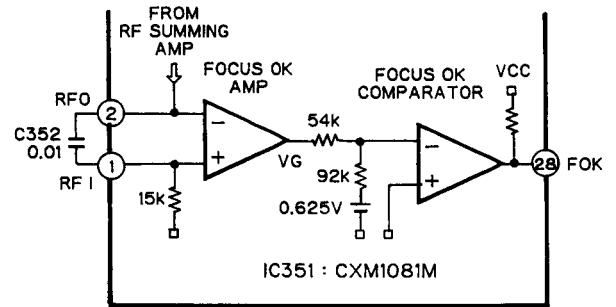 FROM
RF SUMMING
AMP
FOCUS OK
AMP
FOCUS OK
COMPARATOR
VCC
RFO
2
C352
0.01
1
RF I
15k
−
+
VG
54k
92k
0.625V
−
+
28
FOK
IC351 : CXM1081M